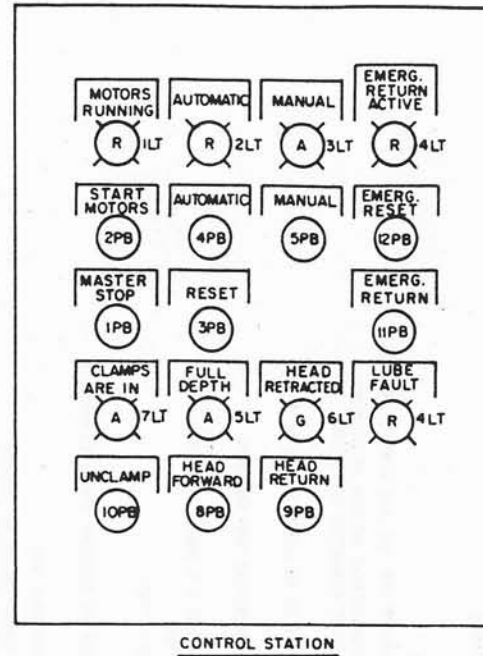 MOTORS RUNNING
AUTOMATIC
MANUAL
EMERG. RETURN ACTIVE
R 1LT
R 2LT
A 3LT
R 4LT
START MOTORS
AUTOMATIC
MANUAL
EMERG. RESET
2PB
4PB
5PB
12PB
MASTER STOP
RESET
EMERG. RETURN
1PB
3PB
11PB
CLAMPS ARE IN
FULL DEPTH
HEAD RETRACTED
LUBE FAULT
A 7LT
A 5LT
G 6LT
R 4LT
UNCLAMP
HEAD FORWARD
HEAD RETURN
10PB
8PB
9PB
CONTROL STATION